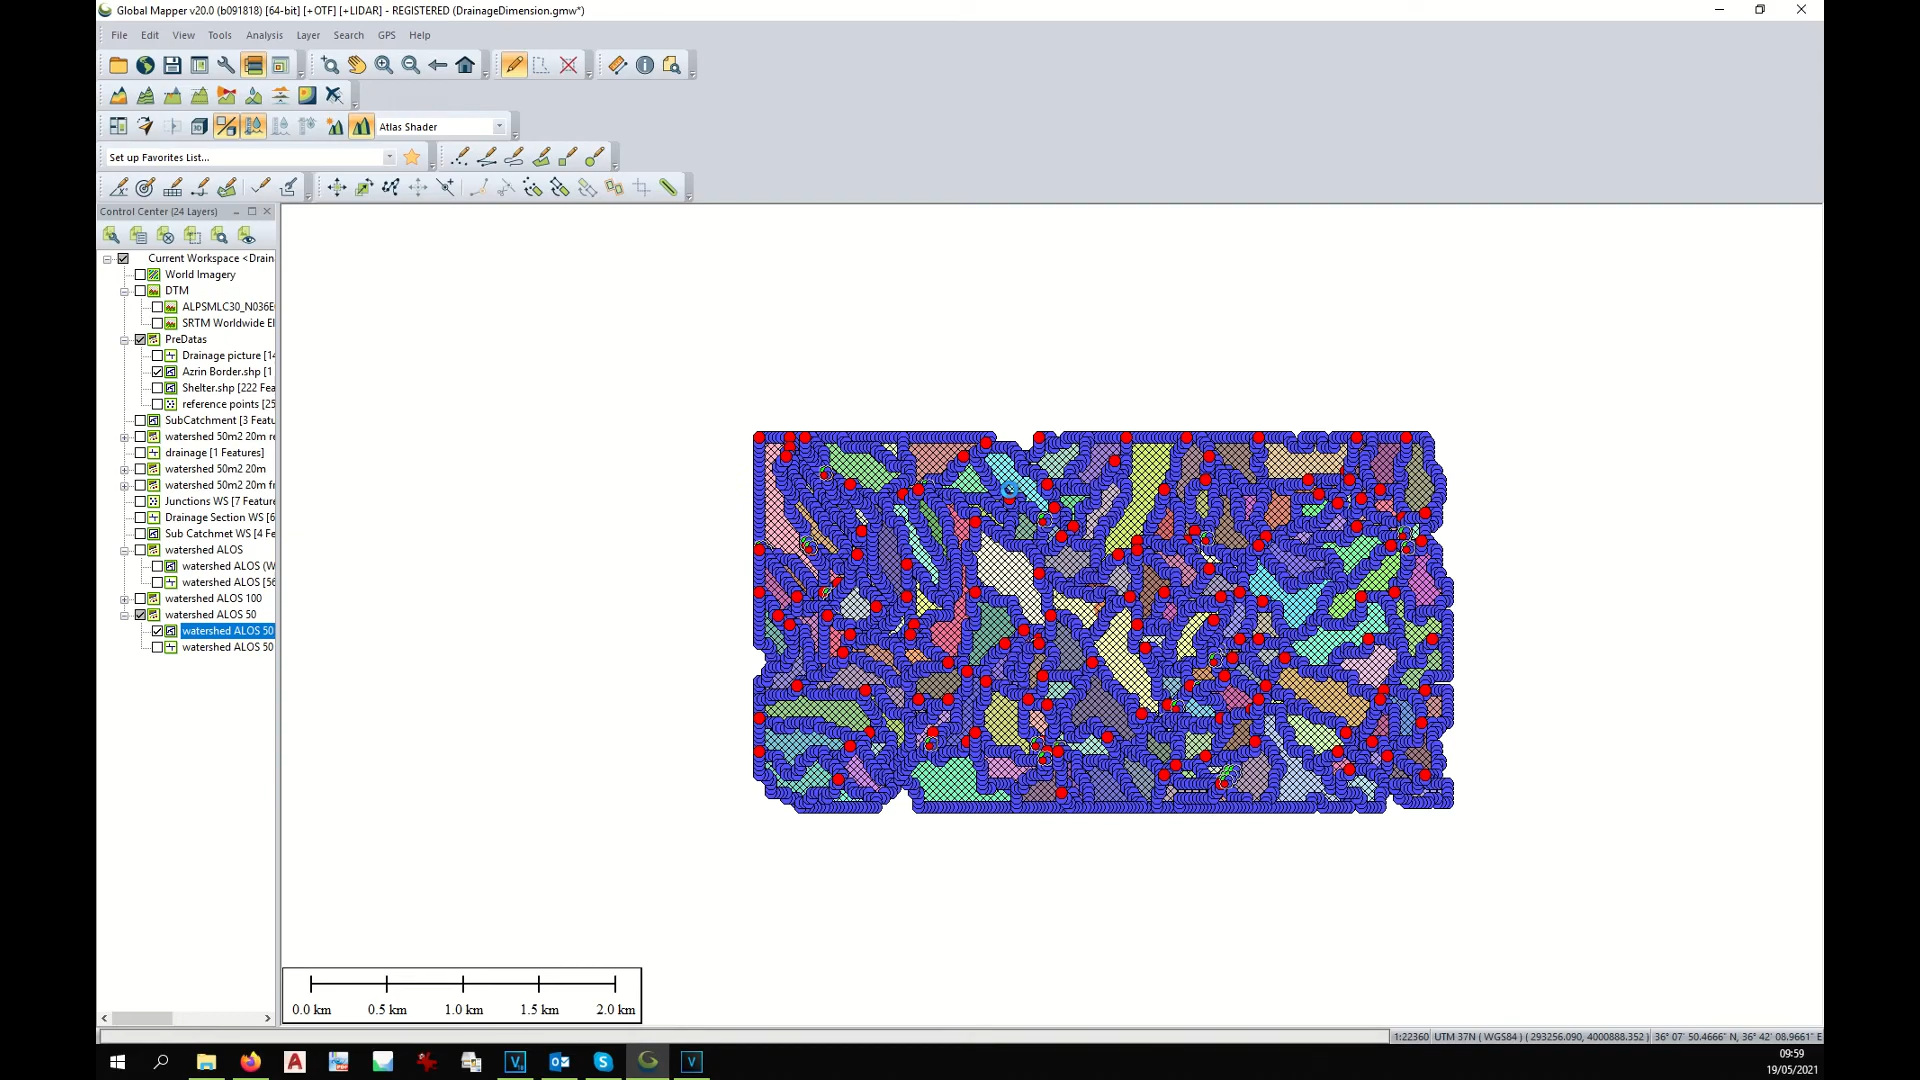 Global Mapper v20.0 (b091818) [64-bit] [+OTF] [+LIDAR] - REGISTERED (DrainageDimension.gmw*)
File Edit View Tools Analysis Layer Search GPS Help
Atlas Shader
Set up Favorites List...
Control Center (24 Layers)
Current Workspace <Drain
World Imagery
DTM
ALPSMLC30_N036E
SRTM Worldwide El
PreDatas
Drainage picture [14
Azrin Border.shp [1
Shelter.shp [222 Fea
reference points [25
SubCatchment [3 Featu
watershed 50m2 20m re
drainage [1 Features]
watershed 50m2 20m
watershed 50m2 20m fr
Junctions WS [7 Feature
Drainage Section WS [6
Sub Catchmet WS [4 Fe
watershed ALOS
watershed ALOS (W
watershed ALOS [56
watershed ALOS 100
watershed ALOS 50
watershed ALOS 50
watershed ALOS 50
0.0 km 0.5 km 1.0 km 1.5 km 2.0 km
1:22360 UTM 37N ( WGS84 ) ( 293256.090, 4000888.352 ) 36° 07' 50.4666" N, 36° 42' 08.9661" E
09:59
19/05/2021